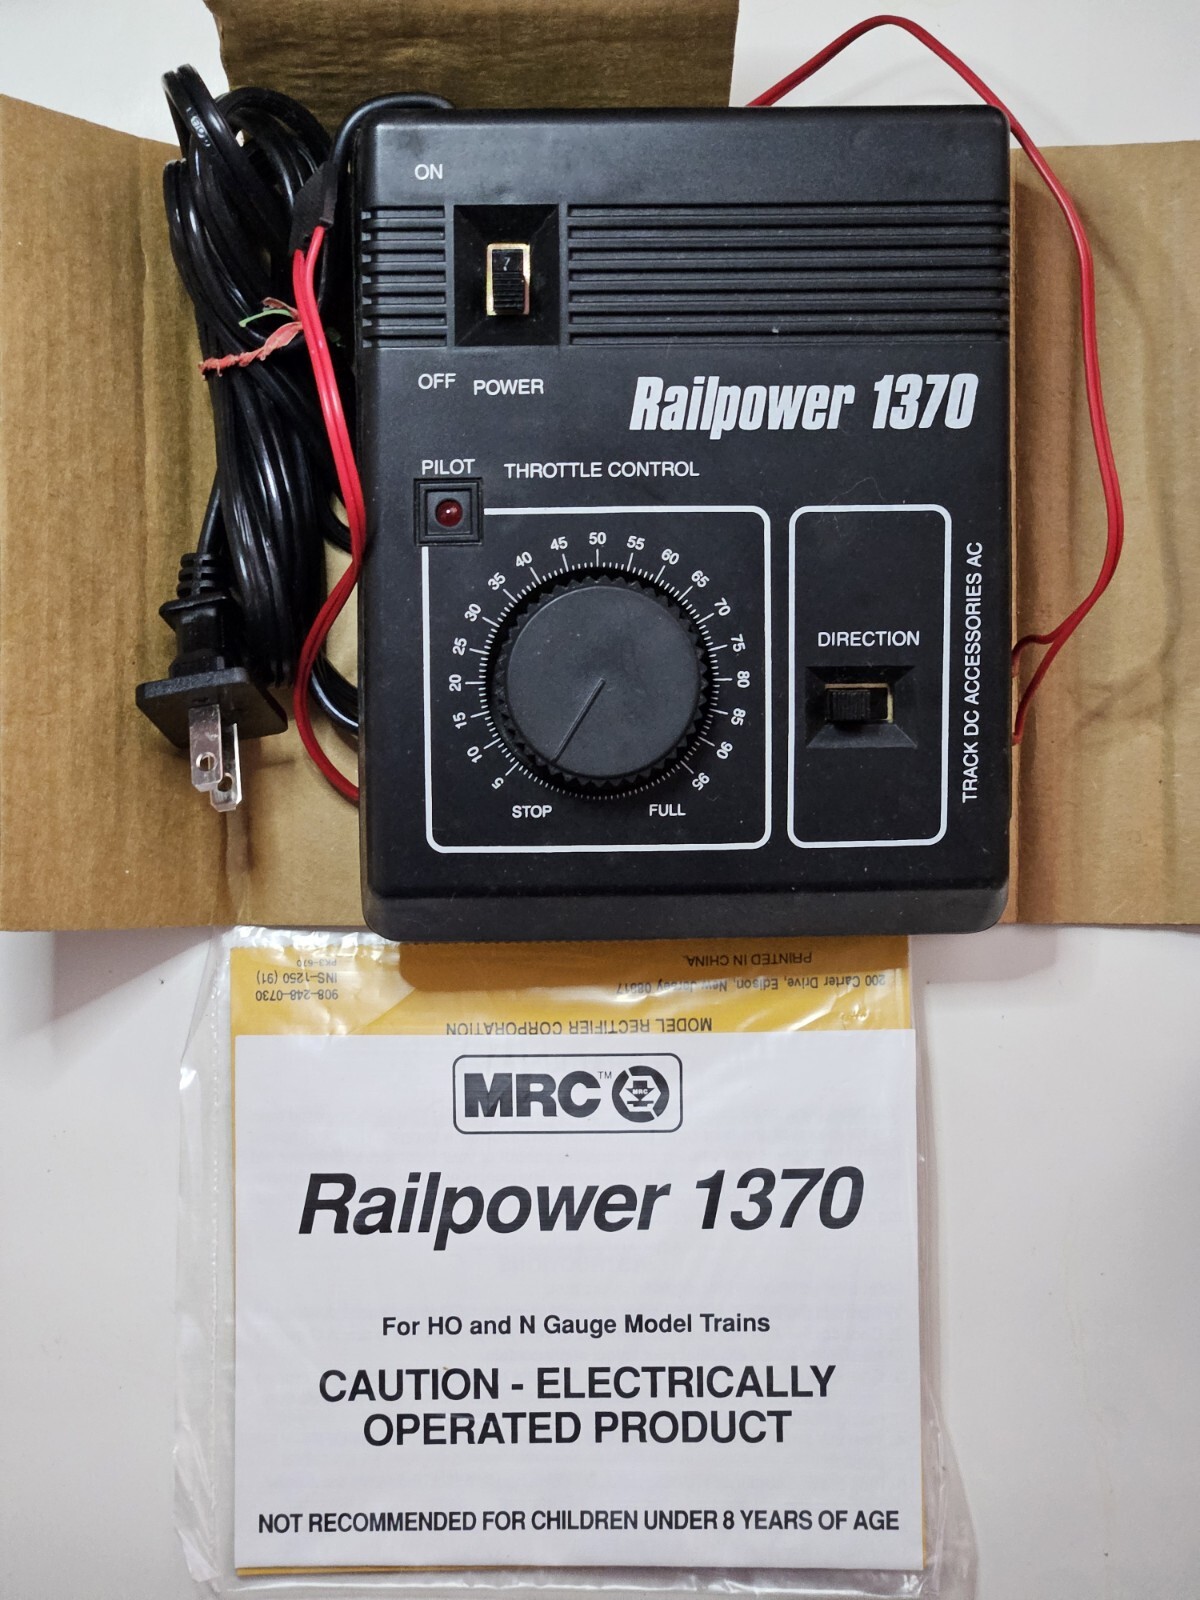 ON
OFF POWER
Railpower 1370
PILOT THROTTLE CONTROL
5 10 15 20 25 30 35 40 45 50 55 60 65 70 75 80 85 90 95
STOP FULL
DIRECTION
TRACK DC ACCESSORIES AC
PRINTED IN CHINA.
200 Carter Drive, Edison, New Jersey 08817
908-248-0730
INS-1250 (91)
PK3-670
MODEL RECTIFIER CORPORATION
MRC™ MRC
Railpower 1370
For HO and N Gauge Model Trains
CAUTION - ELECTRICALLY
OPERATED PRODUCT
NOT RECOMMENDED FOR CHILDREN UNDER 8 YEARS OF AGE